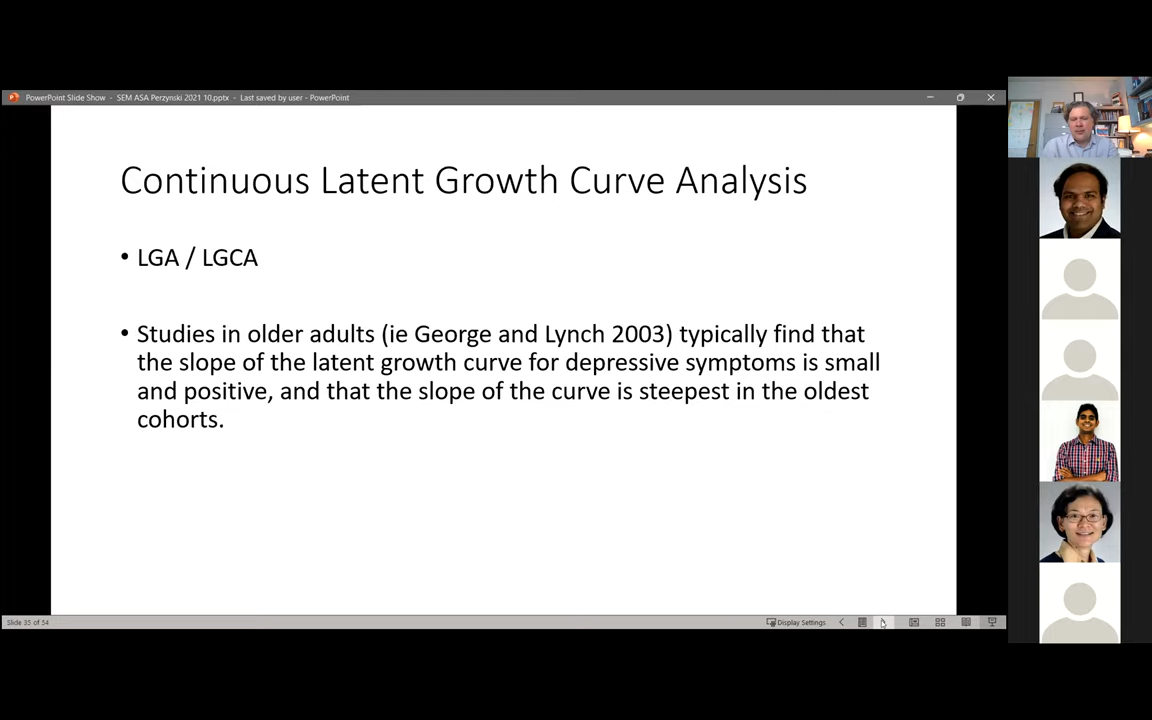 PowerPoint Slide Show - SEM ASA Perzynski 2021 10.pptx - Last saved by user - PowerPoint
Continuous Latent Growth Curve Analysis
• LGA / LGCA
• Studies in older adults (ie George and Lynch 2003) typically find that
the slope of the latent growth curve for depressive symptoms is small
and positive, and that the slope of the curve is steepest in the oldest
cohorts.
Slide 35 of 54
Display Settings